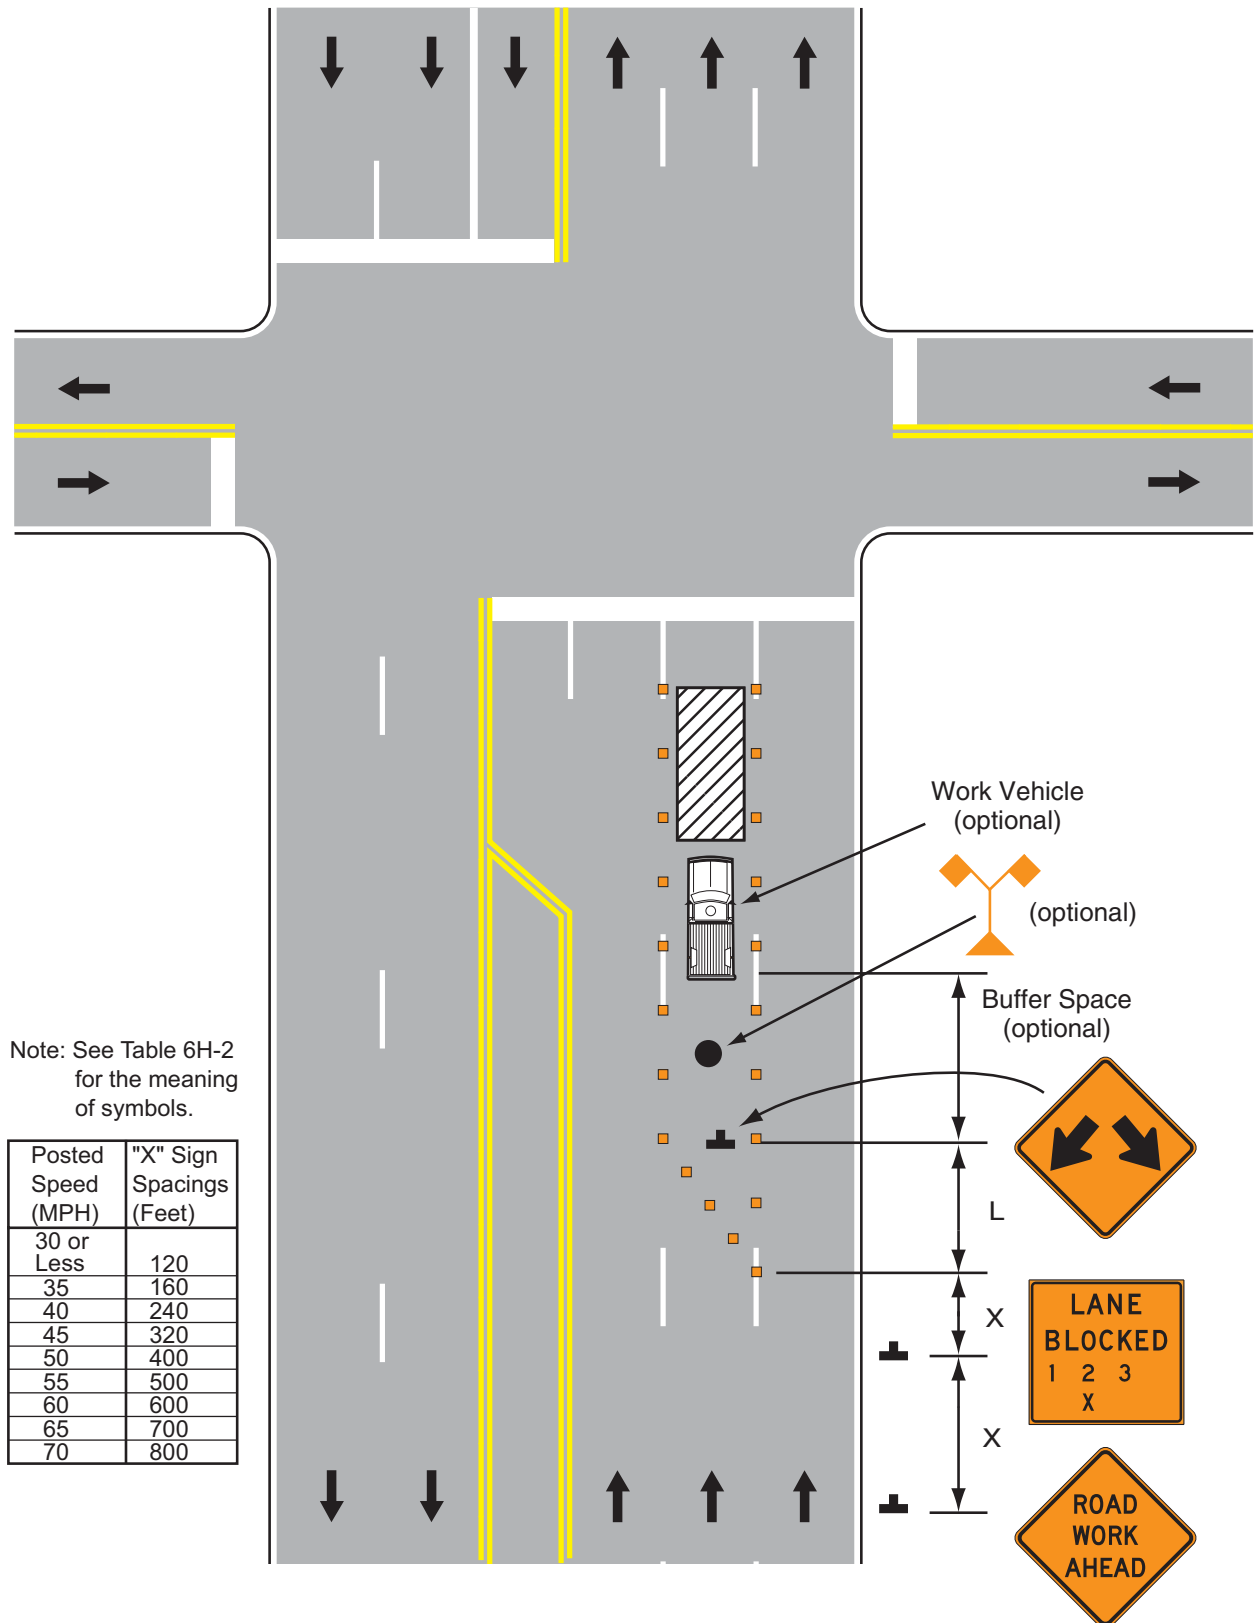 Work Vehicle
(optional)
(optional)
Buffer Space
(optional)
L
X
X
LANE
BLOCKED
1 2 3
X
ROAD
WORK
AHEAD
Note: See Table 6H-2
for the meaning
of symbols.
Posted Speed (MPH) "X" Sign Spacings (Feet)
30 or Less 120
35 160
40 240
45 320
50 400
55 500
60 600
65 700
70 800